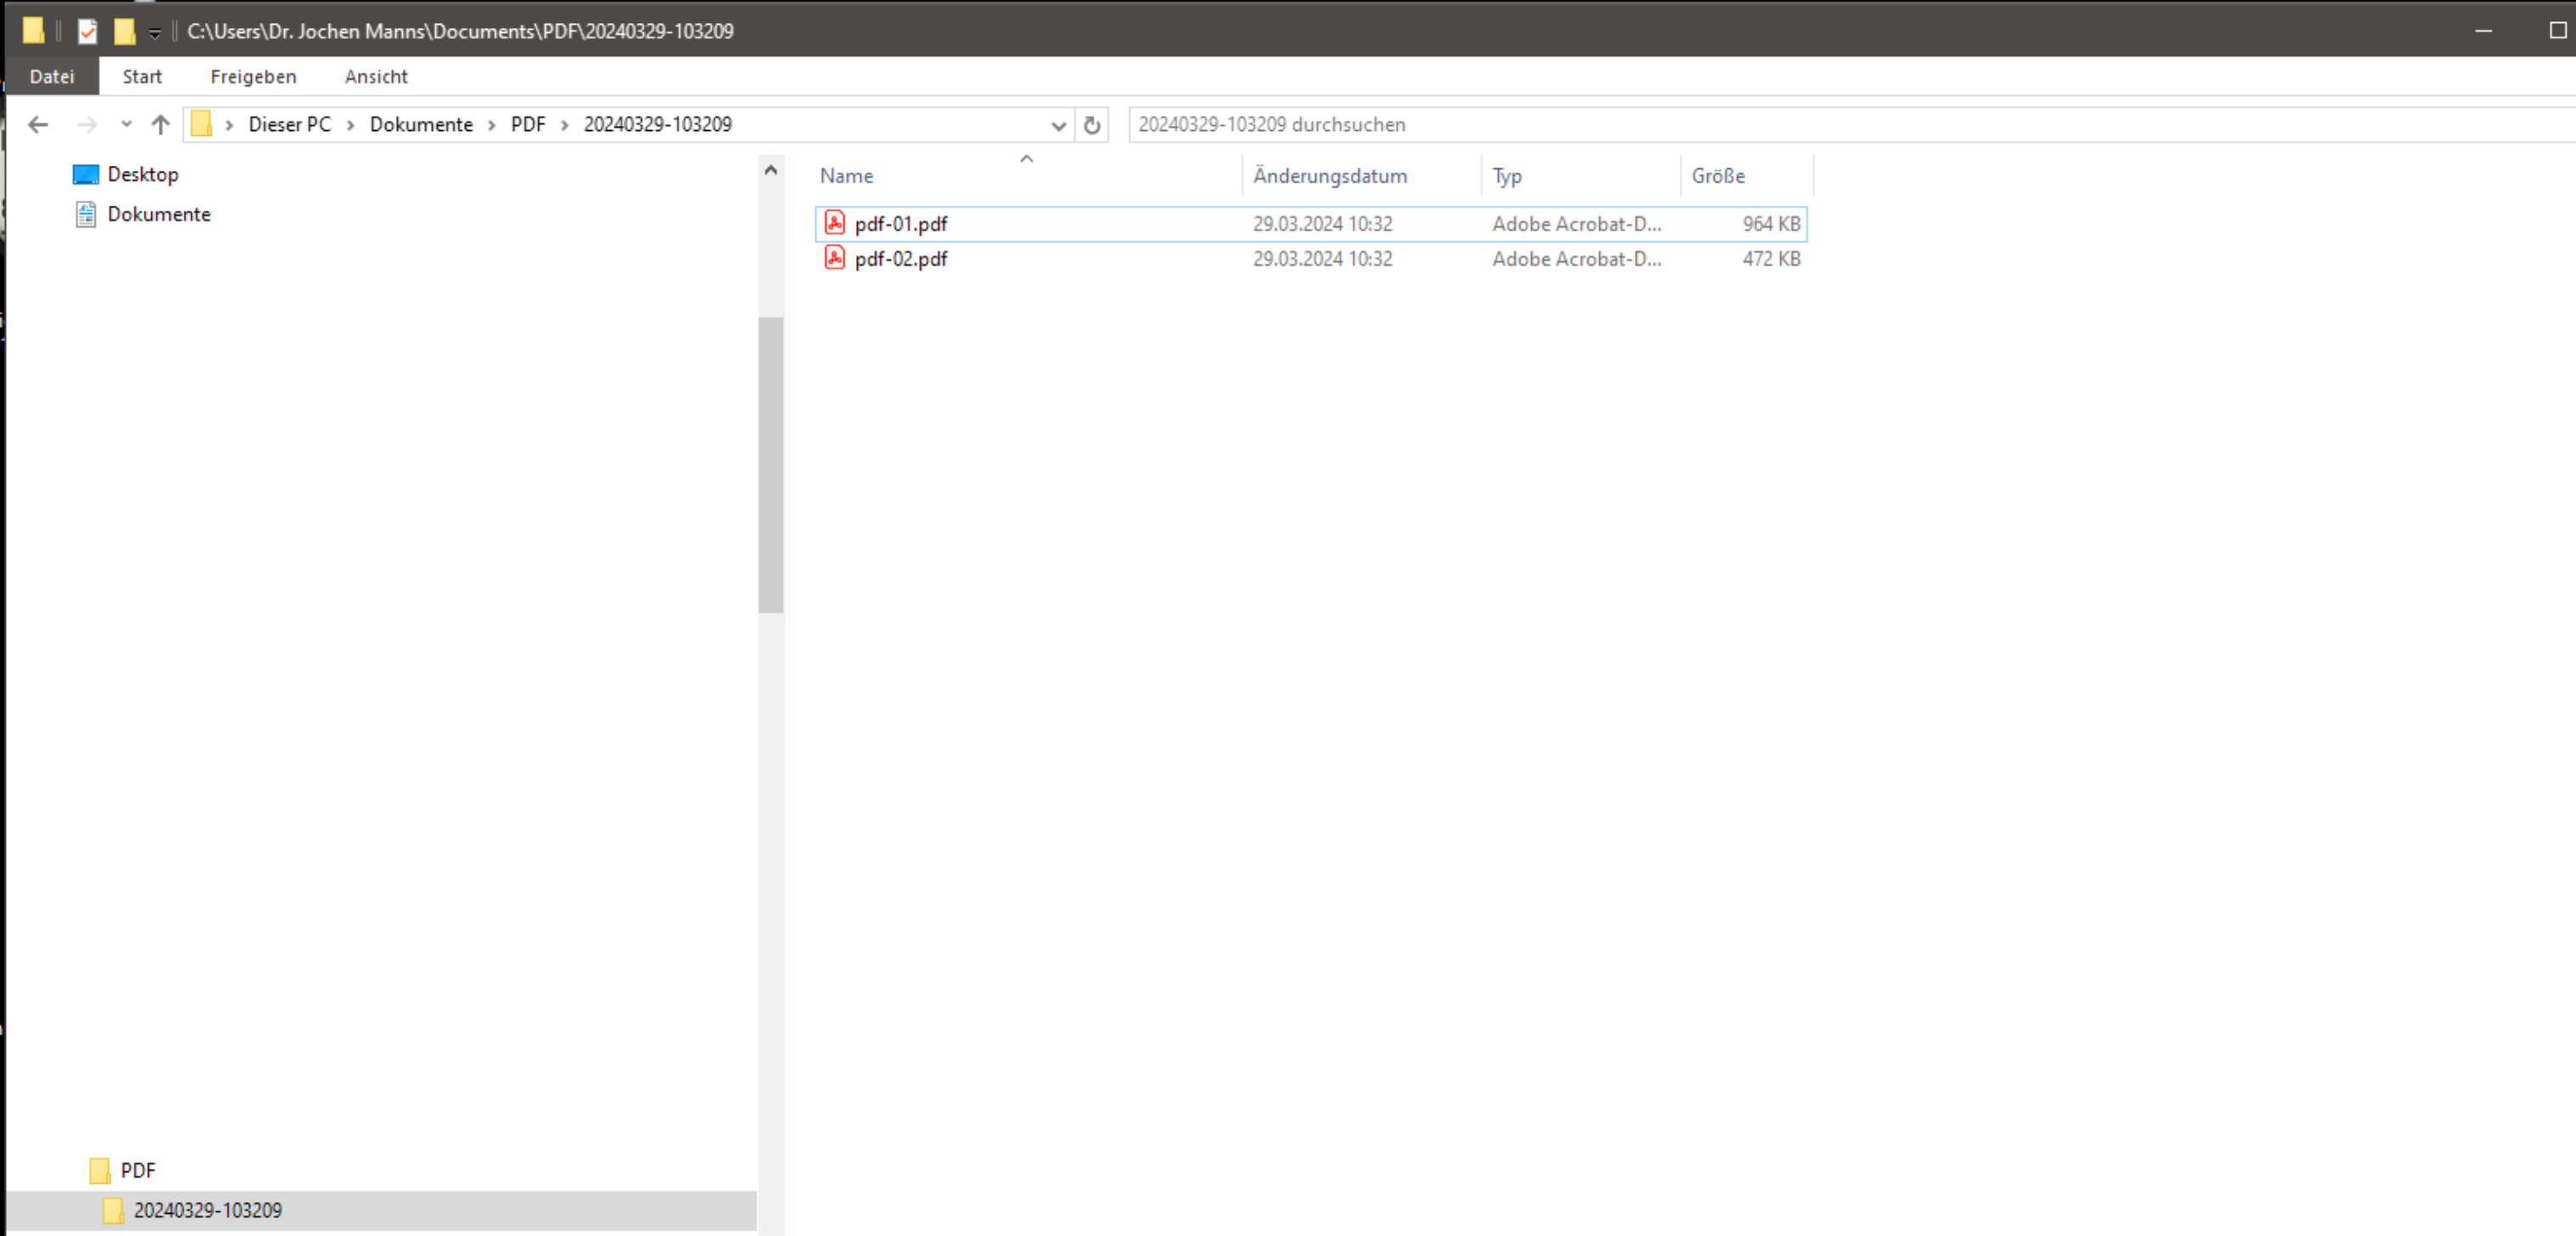 C:\Users\Dr. Jochen Manns\Documents\PDF\20240329-103209
Datei Start Freigeben Ansicht
Dieser PC Dokumente PDF 20240329-103209 20240329-103209 durchsuchen
Desktop
Dokumente
Name Änderungsdatum Typ Größe
pdf-01.pdf 29.03.2024 10:32 Adobe Acrobat-D... 964 KB
pdf-02.pdf 29.03.2024 10:32 Adobe Acrobat-D... 472 KB
PDF
20240329-103209